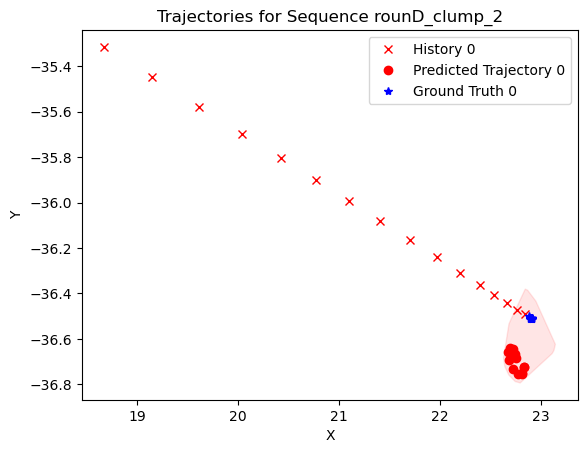 Trajectories for Sequence rounD_clump_2
History 0
Predicted Trajectory 0
Ground Truth 0
Y
−35.4
−35.6
−35.8
−36.0
−36.2
−36.4
−36.6
−36.8
19
20
21
22
23
X